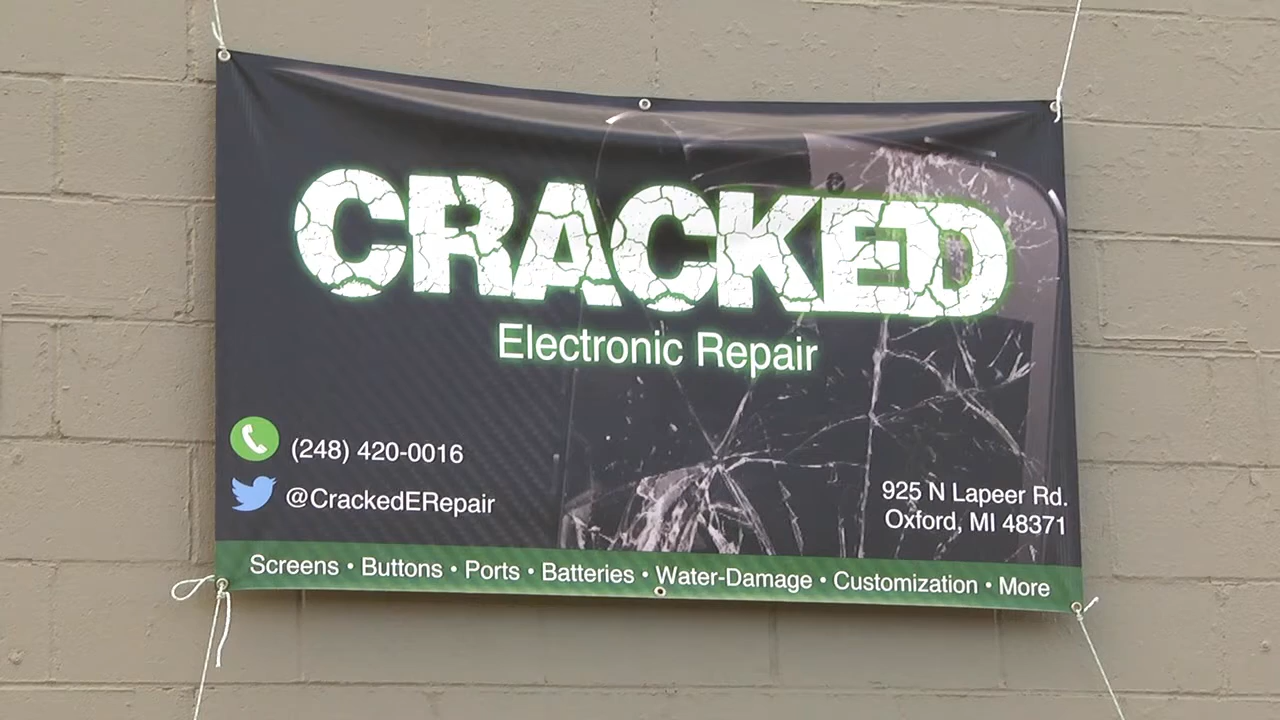 CRACKED
Electronic Repair
(248) 420-0016
@CrackedERepair
925 N Lapeer Rd.
Oxford, MI 48371
Screens • Buttons • Ports • Batteries • Water-Damage • Customization • More